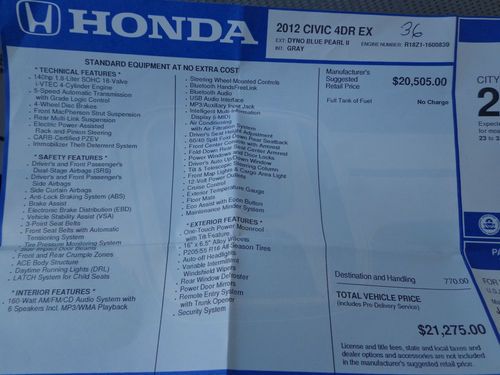 HONDA
2012 CIVIC 4DR EX
36
EXT: DYNO BLUE PEARL II
INT: GRAY
ENGINE NUMBER: R18Z1-1600839
STANDARD EQUIPMENT AT NO EXTRA COST
* TECHNICAL FEATURES *
• 140hp 1.8-Liter SOHC 16-Valve
i-VTEC 4-Cylinder Engine
• 5-Speed Automatic Transmission
with Grade Logic Control
• 4-Wheel Disc Brakes
• Front MacPherson Strut Suspension
• Rear Multi-Link Suspension
• Electric Power-Assisted
Rack-and-Pinion Steering
• CARB-Certified PZEV
• Immobilizer Theft Deterrent System
* SAFETY FEATURES *
• Driver's and Front Passenger's
Dual-Stage Airbags (SRS)
• Driver's and Front Passenger's
Side Airbags
• Side Curtain Airbags
• Anti-Lock Braking System (ABS)
• Brake Assist
• Electronic Brake Distribution (EBD)
• Vehicle Stability Assist (VSA)
• 3-Point Seat Belts
• Front Seat Belts with Automatic
Tensioning System
• Tire Pressure Monitoring System
• Side-Impact Door Beams
• Front and Rear Crumple Zones
• ACE Body Structure
• Daytime Running Lights (DRL)
• LATCH System for Child Seats
* INTERIOR FEATURES *
• 160-Watt AM/FM/CD Audio System with
6 Speakers Incl. MP3/WMA Playback
• Steering Wheel Mounted Controls
• Bluetooth HandsFreeLink
• Bluetooth Audio
• USB Audio Interface
• MP3/Auxiliary Input Jack
• Intelligent Multi-Information
Display (i-MID)
• Air Conditioning
with Air Filtration System
• Driver's Seat Height Adjustment
• 60/40 Split Fold Down Rear Seatback
• Front Center Console with Armrest
• Fold Down Rear Seat Center Armrest
• Power Windows and Door Locks
• Driver's Auto Up/Down Window
• Tilt & Telescopic Steering Column
• Front Map Lights & Cargo Area Light
• 12-Volt Power Outlets
• Cruise Control
• Exterior Temperature Gauge
• Floor Mats
• Eco Assist with Econ Button
• Maintenance Minder System
* EXTERIOR FEATURES *
• One-Touch Power Moonroof
with Tilt Feature
• 16" x 6.5" Alloy Wheels
• P205/55 R16 All-Season Tires
• Auto-off Headlights
• Variable Intermittent
Windshield Wipers
• Rear Window Defroster
• Power Door Mirrors
• Remote Entry System
with Trunk Opener
• Security System
Manufacturer's
Suggested
Retail Price
$20,505.00
Full Tank of Fuel
No Charge
Destination and Handling
770.00
TOTAL VEHICLE PRICE
(Includes Pre-Delivery Service)
$21,275.00
License and title fees, state and local taxes and
dealer options and accessories are not included
in the manufacturer's suggested retail price.
CITY
2
Expected
for most
23 to
PA
FOR
U.S./